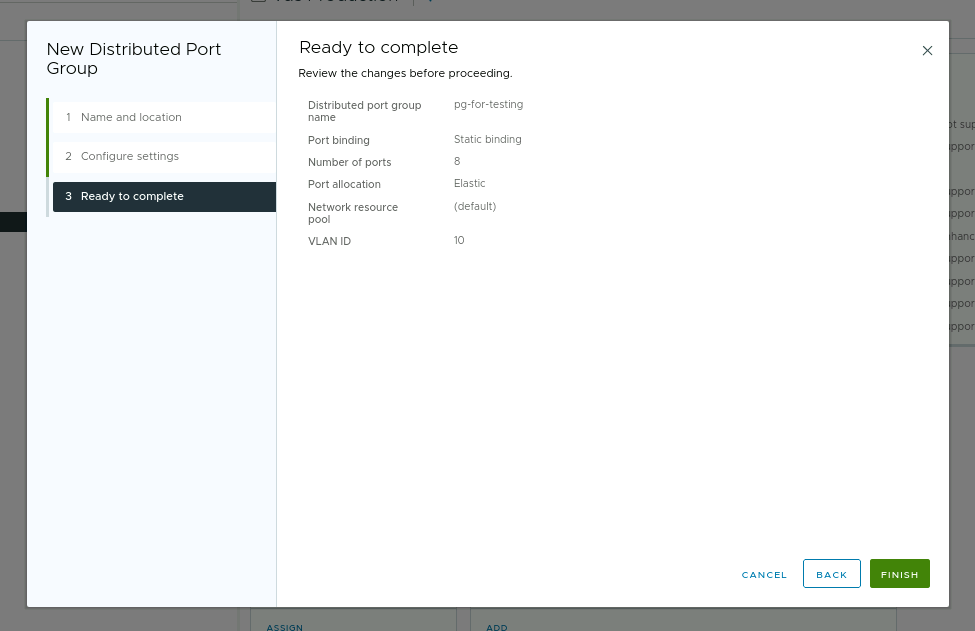 New Distributed Port
Group
1 Name and location
2 Configure settings
3 Ready to complete
Ready to complete
Review the changes before proceeding.
Distributed port group
name
pg-for-testing
Port binding Static binding
Number of ports 8
Port allocation Elastic
Network resource
pool
(default)
VLAN ID 10
CANCEL BACK FINISH
ASSIGN ADD